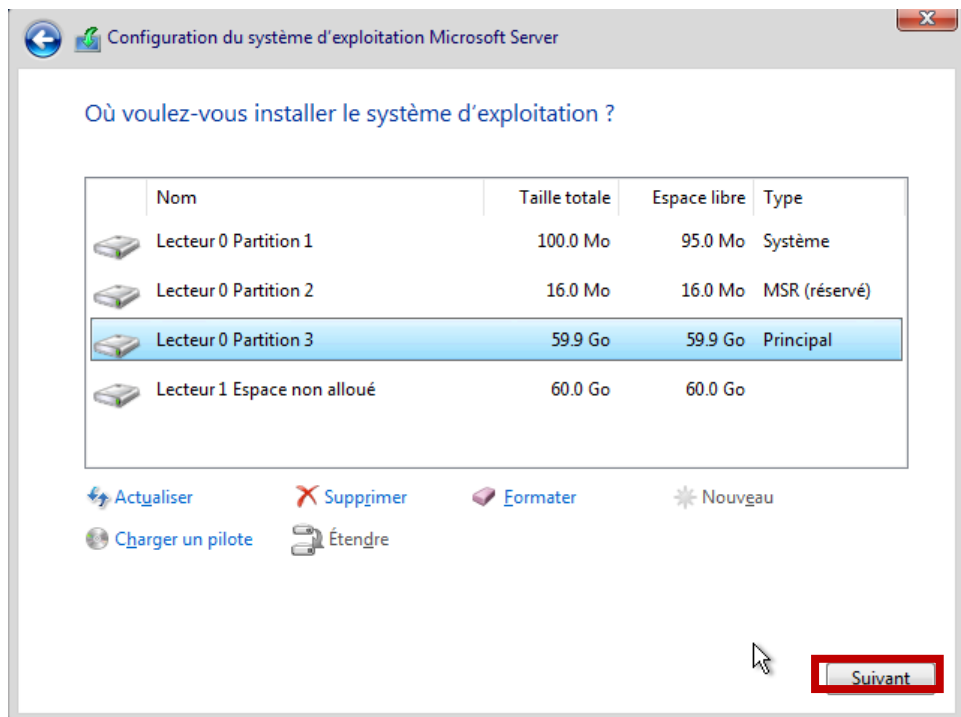 Configuration du système d'exploitation Microsoft Server
Où voulez-vous installer le système d'exploitation ?
Nom Taille totale Espace libre Type
Lecteur 0 Partition 1 100.0 Mo 95.0 Mo Système
Lecteur 0 Partition 2 16.0 Mo 16.0 Mo MSR (réservé)
Lecteur 0 Partition 3 59.9 Go 59.9 Go Principal
Lecteur 1 Espace non alloué 60.0 Go 60.0 Go
Actualiser Supprimer Formater Nouveau
Charger un pilote Étendre
Suivant